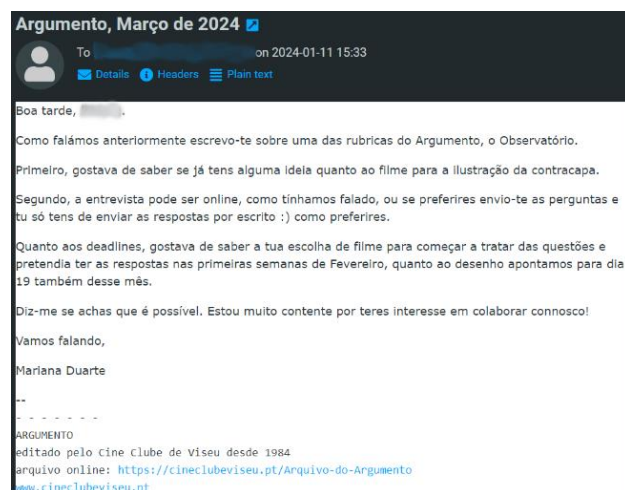 Argumento, Março de 2024
To on 2024-01-11 15:33
Details Headers Plain text
Boa tarde, .
Como falámos anteriormente escrevo-te sobre uma das rubricas do Argumento, o Observatório.
Primeiro, gostava de saber se já tens alguma ideia quanto ao filme para a ilustração da contracapa.
Segundo, a entrevista pode ser online, como tínhamos falado, ou se preferires envio-te as perguntas e
tu só tens de enviar as respostas por escrito :) como preferires.
Quanto aos deadlines, gostava de saber a tua escolha de filme para começar a tratar das questões e
pretendia ter as respostas nas primeiras semanas de Fevereiro, quanto ao desenho apontamos para dia
19 também desse mês.
Diz-me se achas que é possível. Estou muito contente por teres interesse em colaborar connosco!
Vamos falando,
Mariana Duarte
--
- - - - - - -
ARGUMENTO
editado pelo Cine Clube de Viseu desde 1984
arquivo online: https://cineclubeviseu.pt/Arquivo-do-Argumento
www.cineclubeviseu.pt